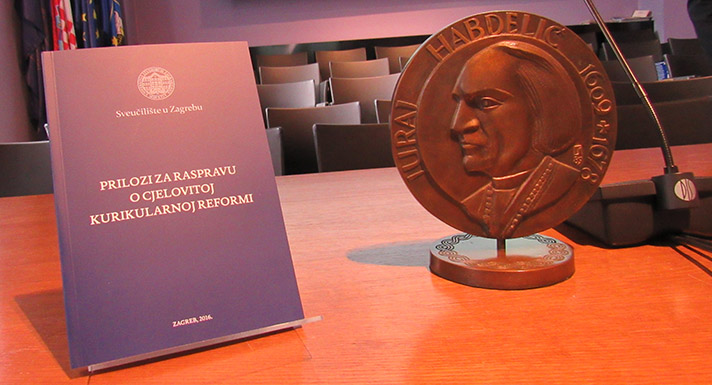 Sveučilište u Zagrebu
PRILOZI ZA RASPRAVU
O CJELOVITOJ
KURIKULARNOJ REFORMI
ZAGREB, 2016.
JURAJ HABDELIĆ 1609*1678